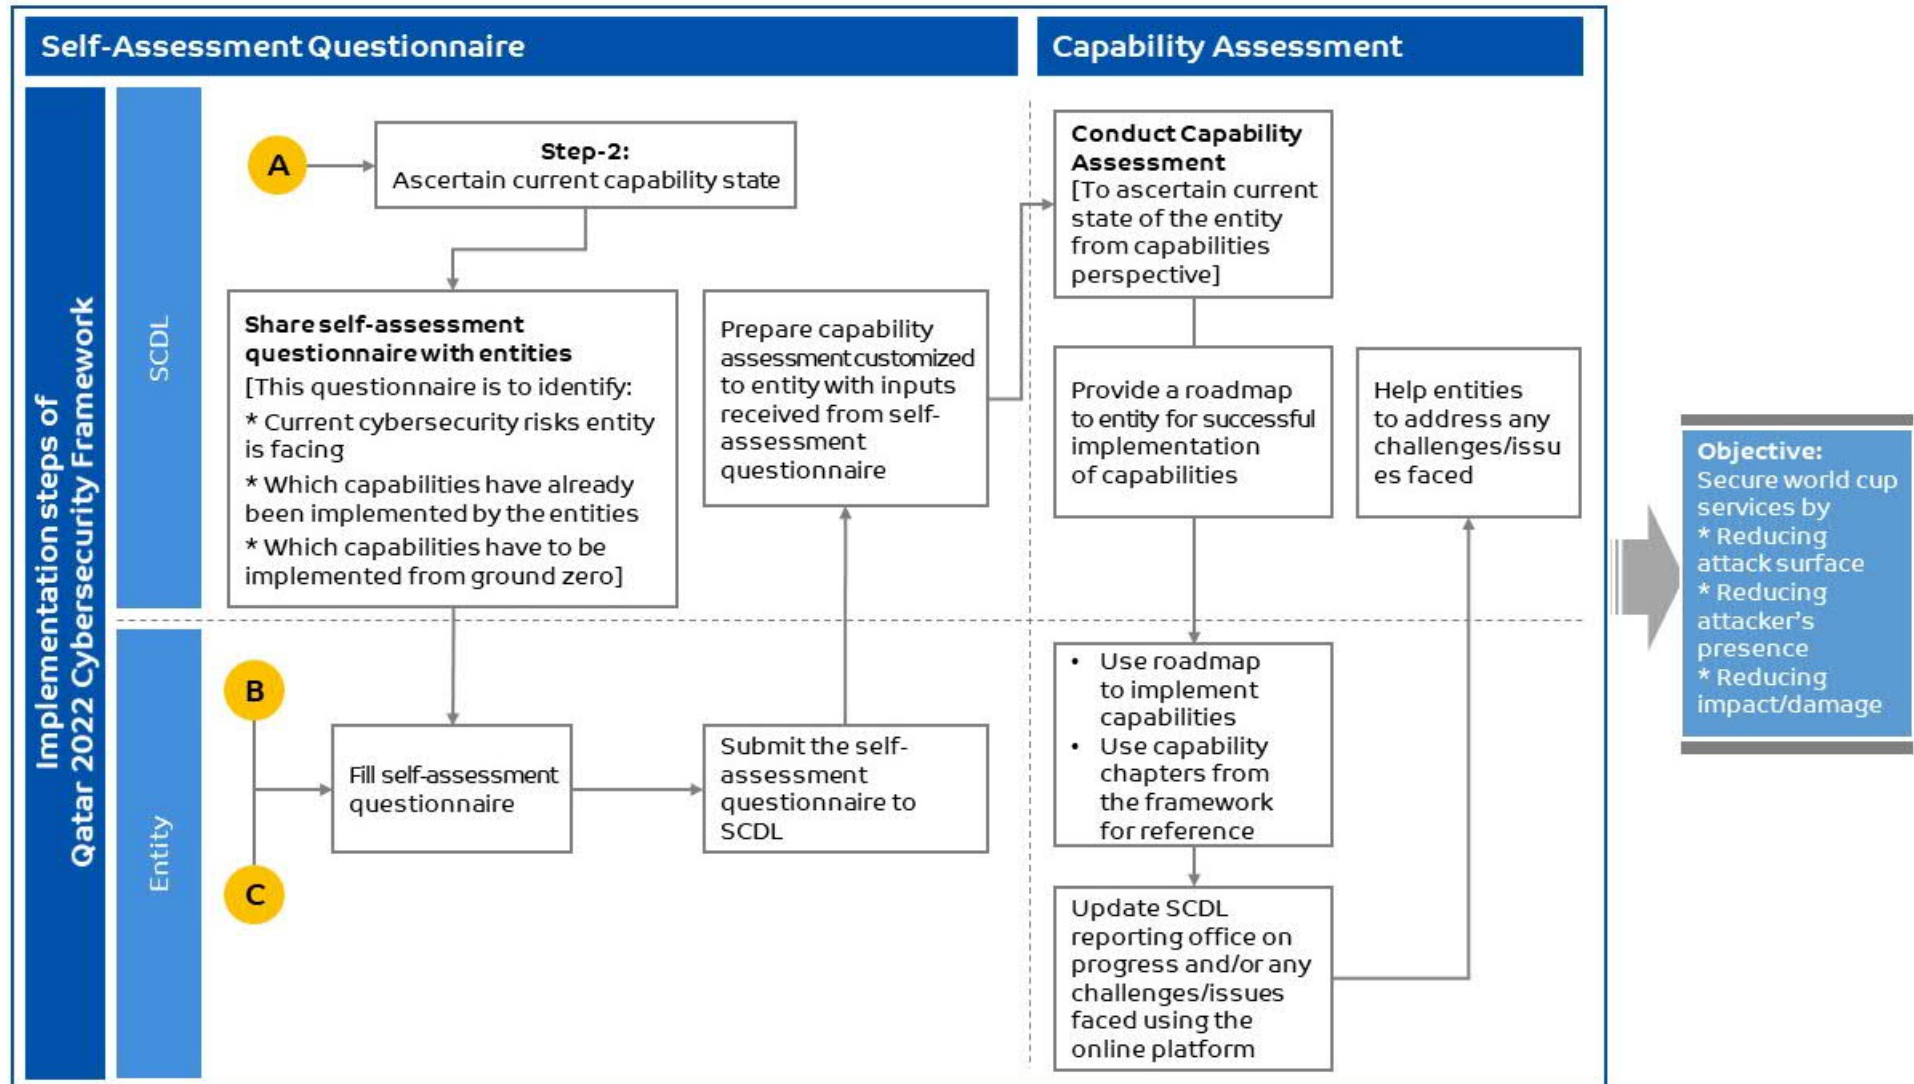 Self-Assessment Questionnaire
Capability Assessment
Implementation steps of
Qatar 2022 Cybersecurity Framework
SCDL
A
Step-2:
Ascertain current capability state
Share self-assessment
questionnaire with entities
[This questionnaire is to identify:
* Current cybersecurity risks entity
is facing
* Which capabilities have already
been implemented by the entities
* Which capabilities have to be
implemented from ground zero]
Prepare capability
assessment customized
to entity with inputs
received from self-
assessment
questionnaire
Conduct Capability
Assessment
[To ascertain current
state of the entity
from capabilities
perspective]
Provide a roadmap
to entity for successful
implementation
of capabilities
Help entities
to address any
challenges/issu
es faced
Entity
B
C
Fill self-assessment
questionnaire
Submit the self-
assessment
questionnaire to
SCDL
• Use roadmap
to implement
capabilities
• Use capability
chapters from
the framework
for reference
Update SCDL
reporting office on
progress and/or any
challenges/issues
faced using the
online platform
Objective:
Secure world cup
services by
* Reducing
attack surface
* Reducing
attacker's
presence
* Reducing
impact/damage